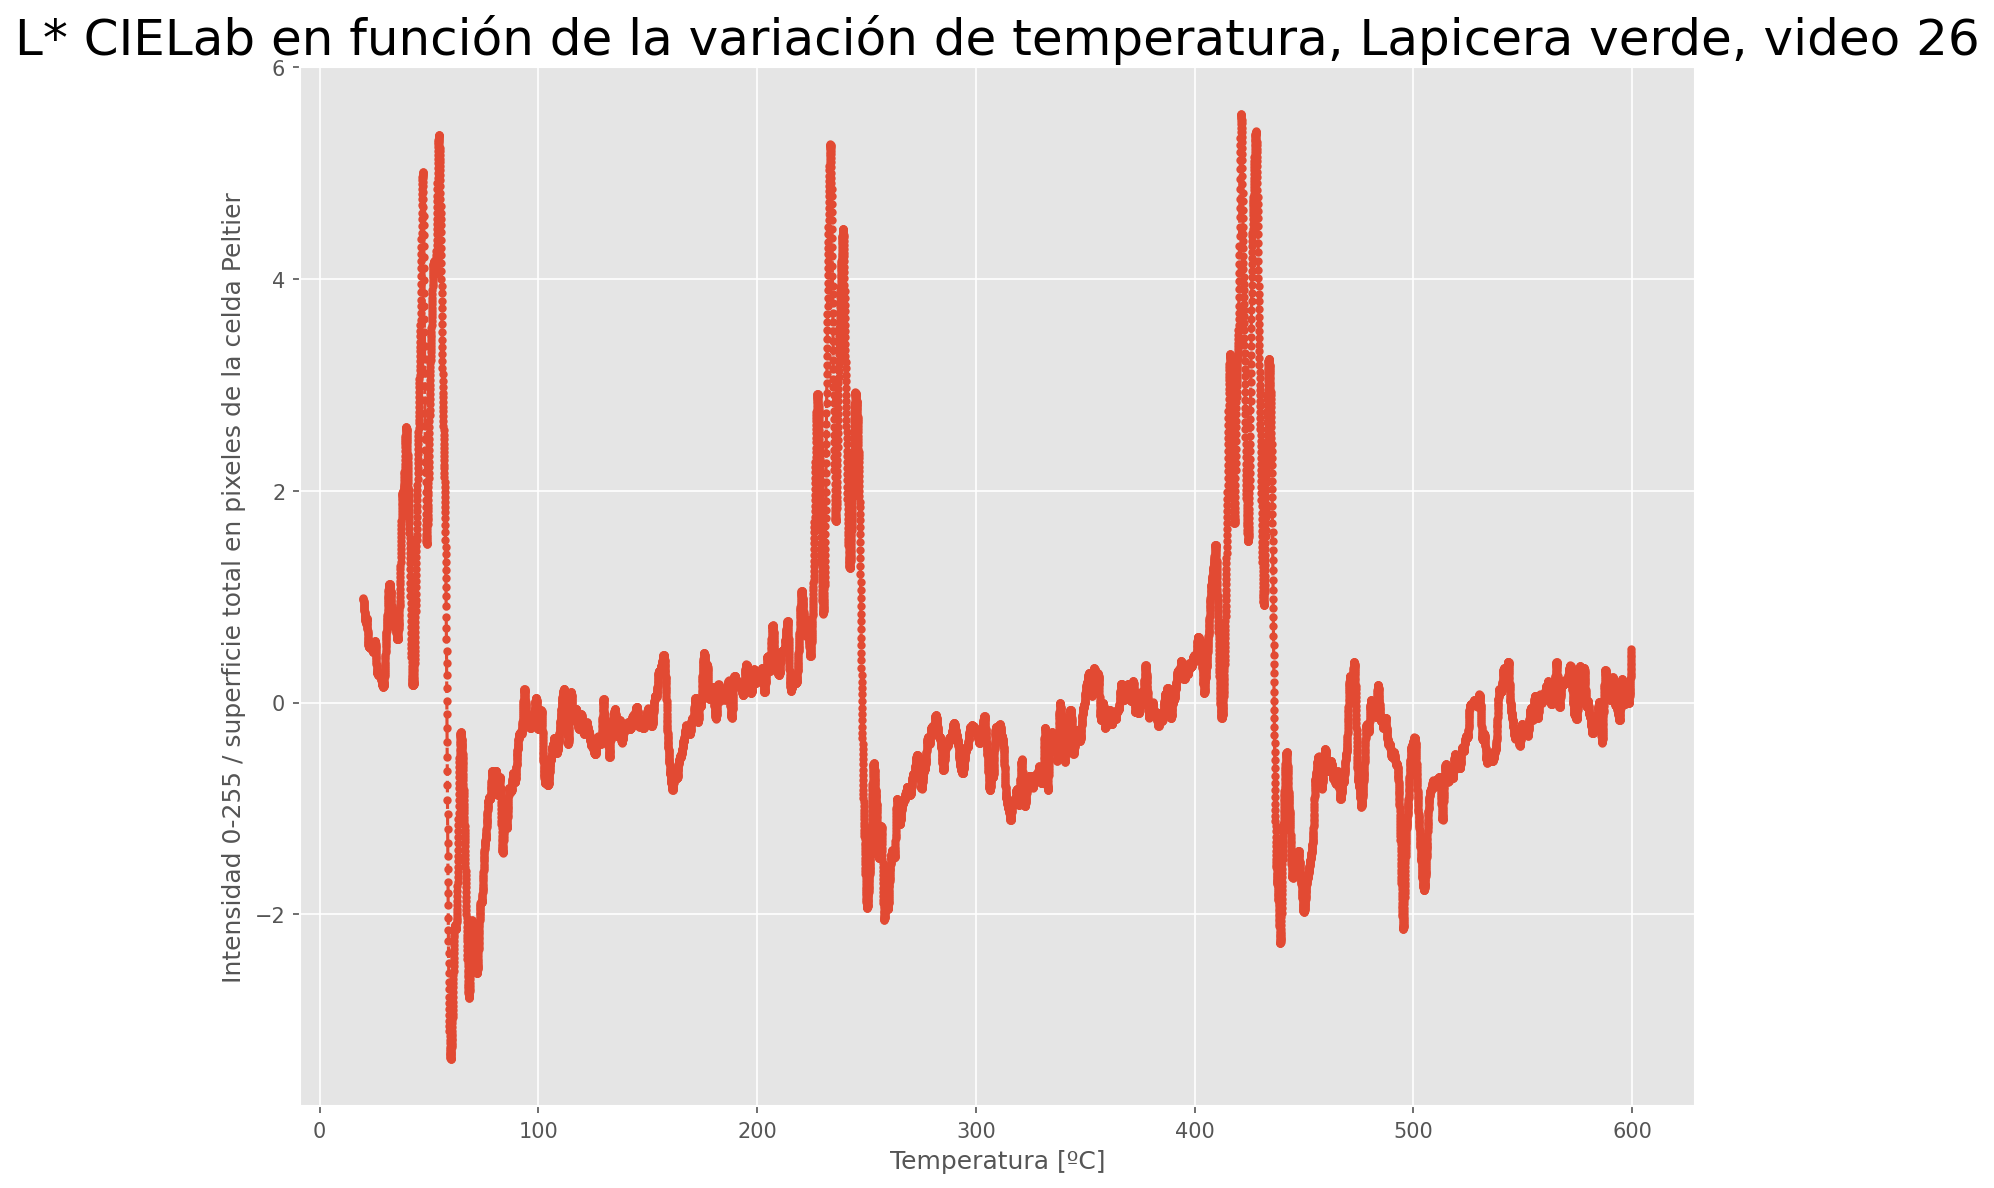 L* CIELab en función de la variación de temperatura, Lapicera verde, video 26
Intensidad 0-255 / superficie total en pixeles de la celda Peltier
6
4
2
0
−2
0 100 200 300 400 500 600
Temperatura [ºC]